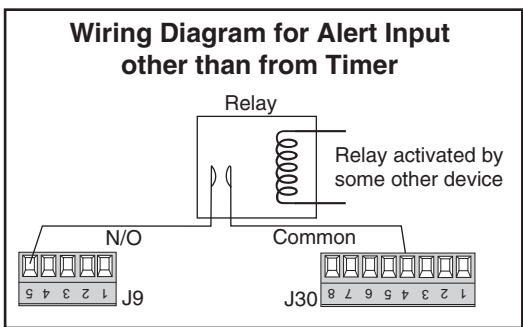 Wiring Diagram for Alert Input
other than from Timer
Relay
Relay activated by
some other device
N/O
Common
5 4 3 2 1
J9
8 7 6 5 4 3 2 1
J30